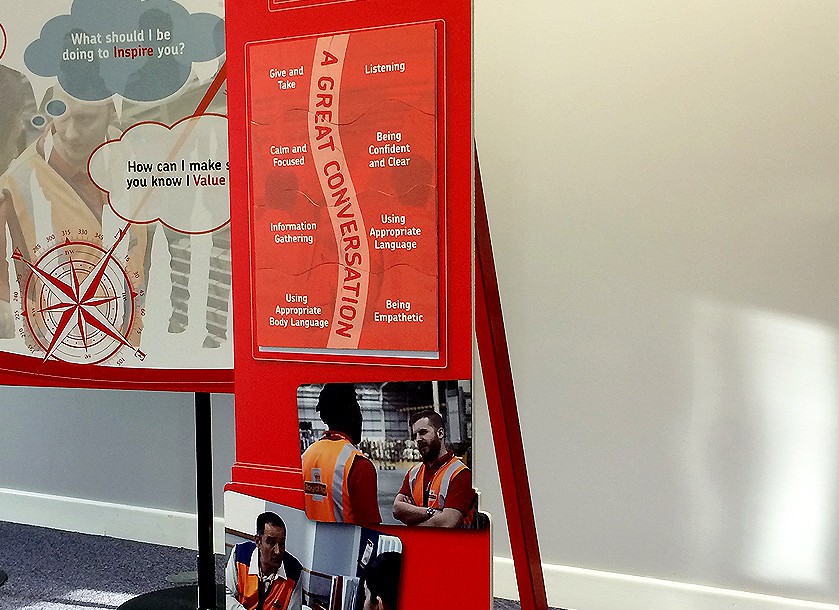 What should I be
doing to Inspire you?
How can I make
you know I Value
A GREAT CONVERSATION
Give and
Take
Listening
Calm and
Focused
Being
Confident
and Clear
Information
Gathering
Using
Appropriate
Language
Using
Appropriate
Body Language
Being
Empathetic